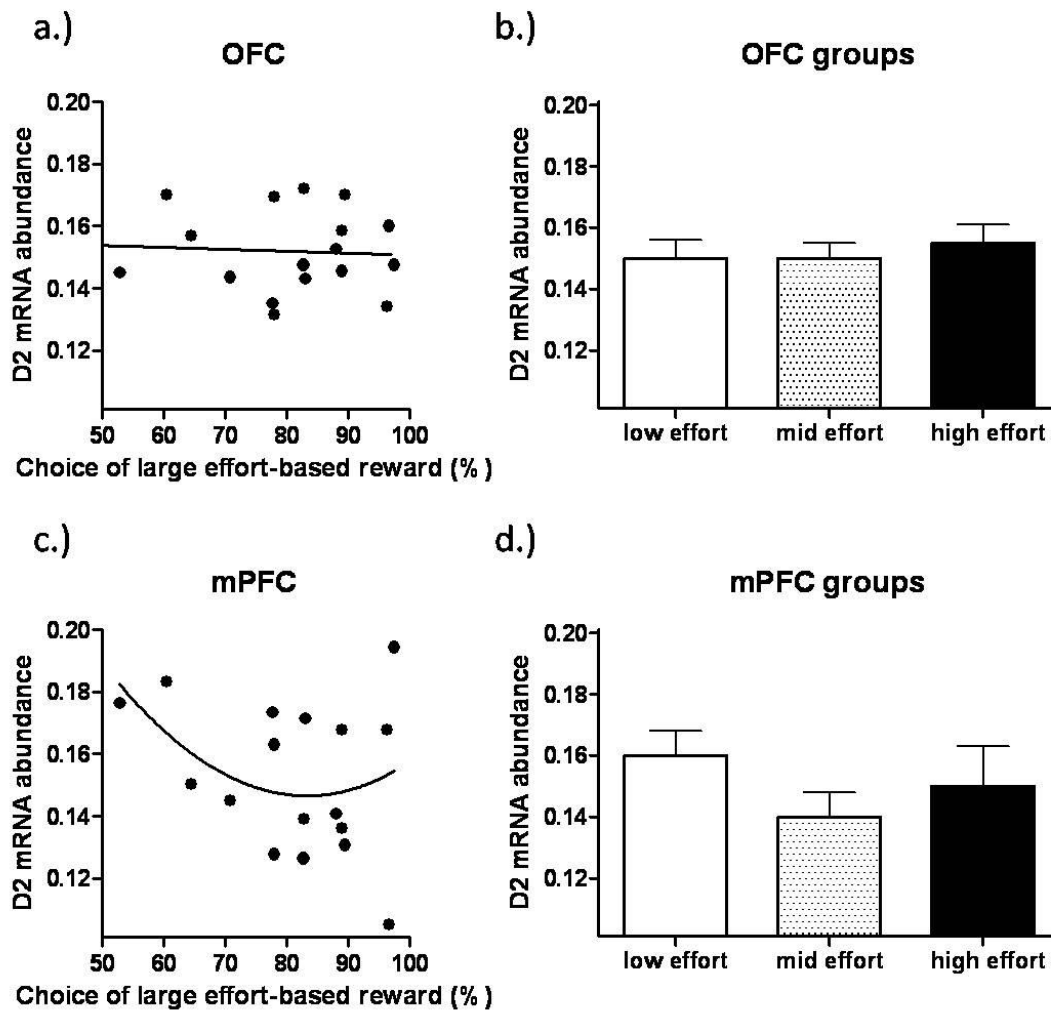 a.)
OFC
D2 mRNA abundance
0.20
0.18
0.16
0.14
0.12
50 60 70 80 90 100
Choice of large effort-based reward (%)
b.)
OFC groups
D2 mRNA abundance
0.20
0.18
0.16
0.14
0.12
low effort mid effort high effort
c.)
mPFC
D2 mRNA abundance
0.20
0.18
0.16
0.14
0.12
50 60 70 80 90 100
Choice of large effort-based reward (%)
d.)
mPFC groups
D2 mRNA abundance
0.20
0.18
0.16
0.14
0.12
low effort mid effort high effort